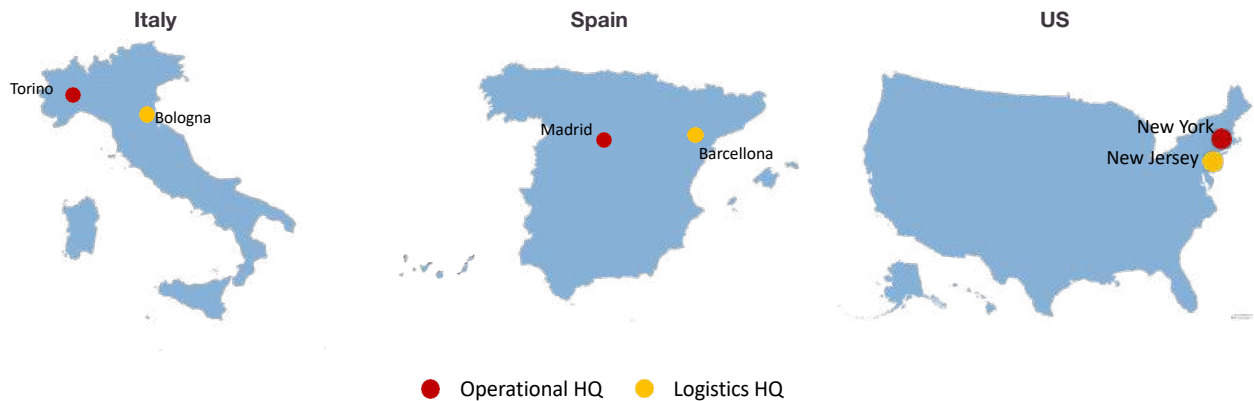 Italy
Spain
US
Torino
Bologna
Madrid
Barcellona
New York
New Jersey
Operational HQ
Logistics HQ